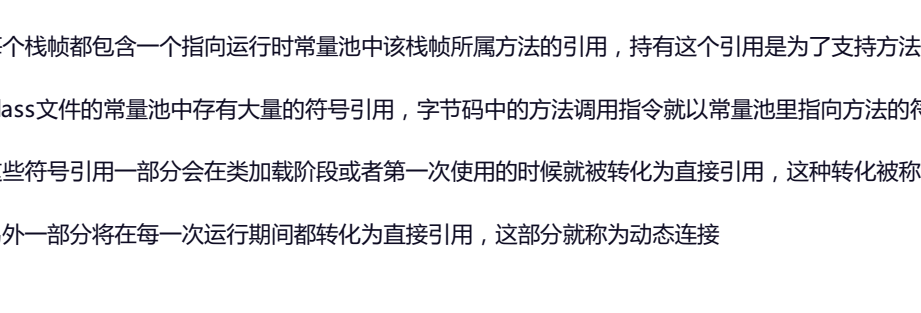 个栈帧都包含一个指向运行时常量池中该栈帧所属方法的引用，持有这个引用是为了支持方法
ass文件的常量池中存有大量的符号引用，字节码中的方法调用指令就以常量池里指向方法的符
些符号引用一部分会在类加载阶段或者第一次使用的时候就被转化为直接引用，这种转化被称
外一部分将在每一次运行期间都转化为直接引用，这部分就称为动态连接